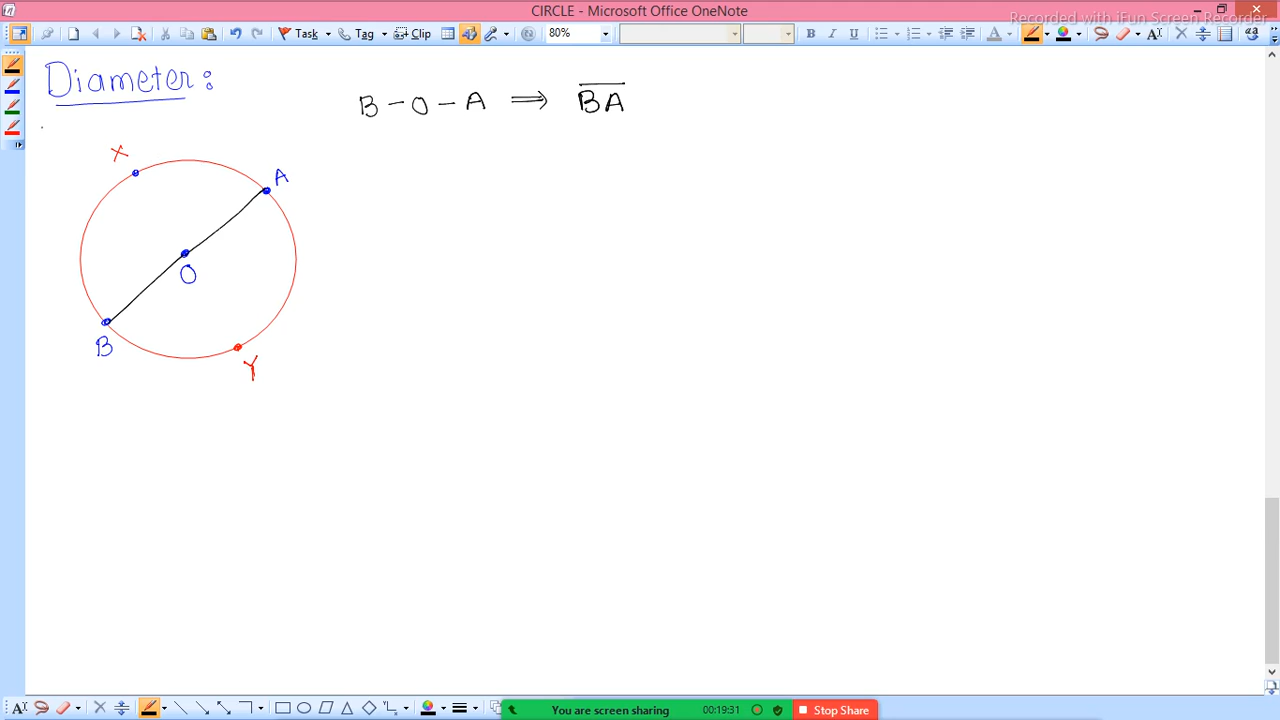 CIRCLE - Microsoft Office OneNote
Recorded with iFun Screen Recorder
Task
Tag
Clip
80%
B I U
Diameter:
B - O - A ⟹ B̅A̅
X
A
O
B
Y
You are screen sharing
00:19:31
Stop Share